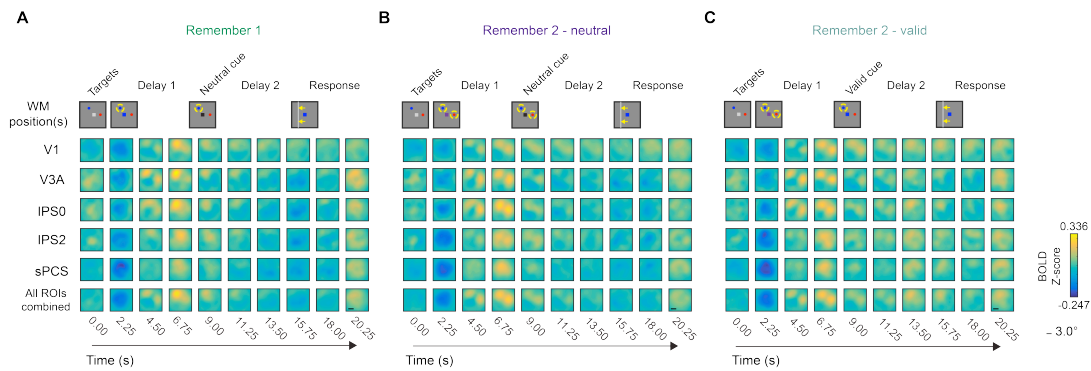 A
Remember 1
Targets
Delay 1
Neutral cue
Delay 2
Response
B
Remember 2 - neutral
Targets
Delay 1
Neutral cue
Delay 2
Response
C
Remember 2 - valid
Targets
Delay 1
Valid cue
Delay 2
Response
WM
position(s)
V1
V3A
IPS0
IPS2
sPCS
All ROIs
combined
0.00 2.25 4.50 6.75 9.00 11.25 13.50 15.75 18.00 20.25
Time (s)
0.00 2.25 4.50 6.75 9.00 11.25 13.50 15.75 18.00 20.25
Time (s)
0.00 2.25 4.50 6.75 9.00 11.25 13.50 15.75 18.00 20.25
Time (s)
0.336
BOLD
Z-score
-0.247
3.0°